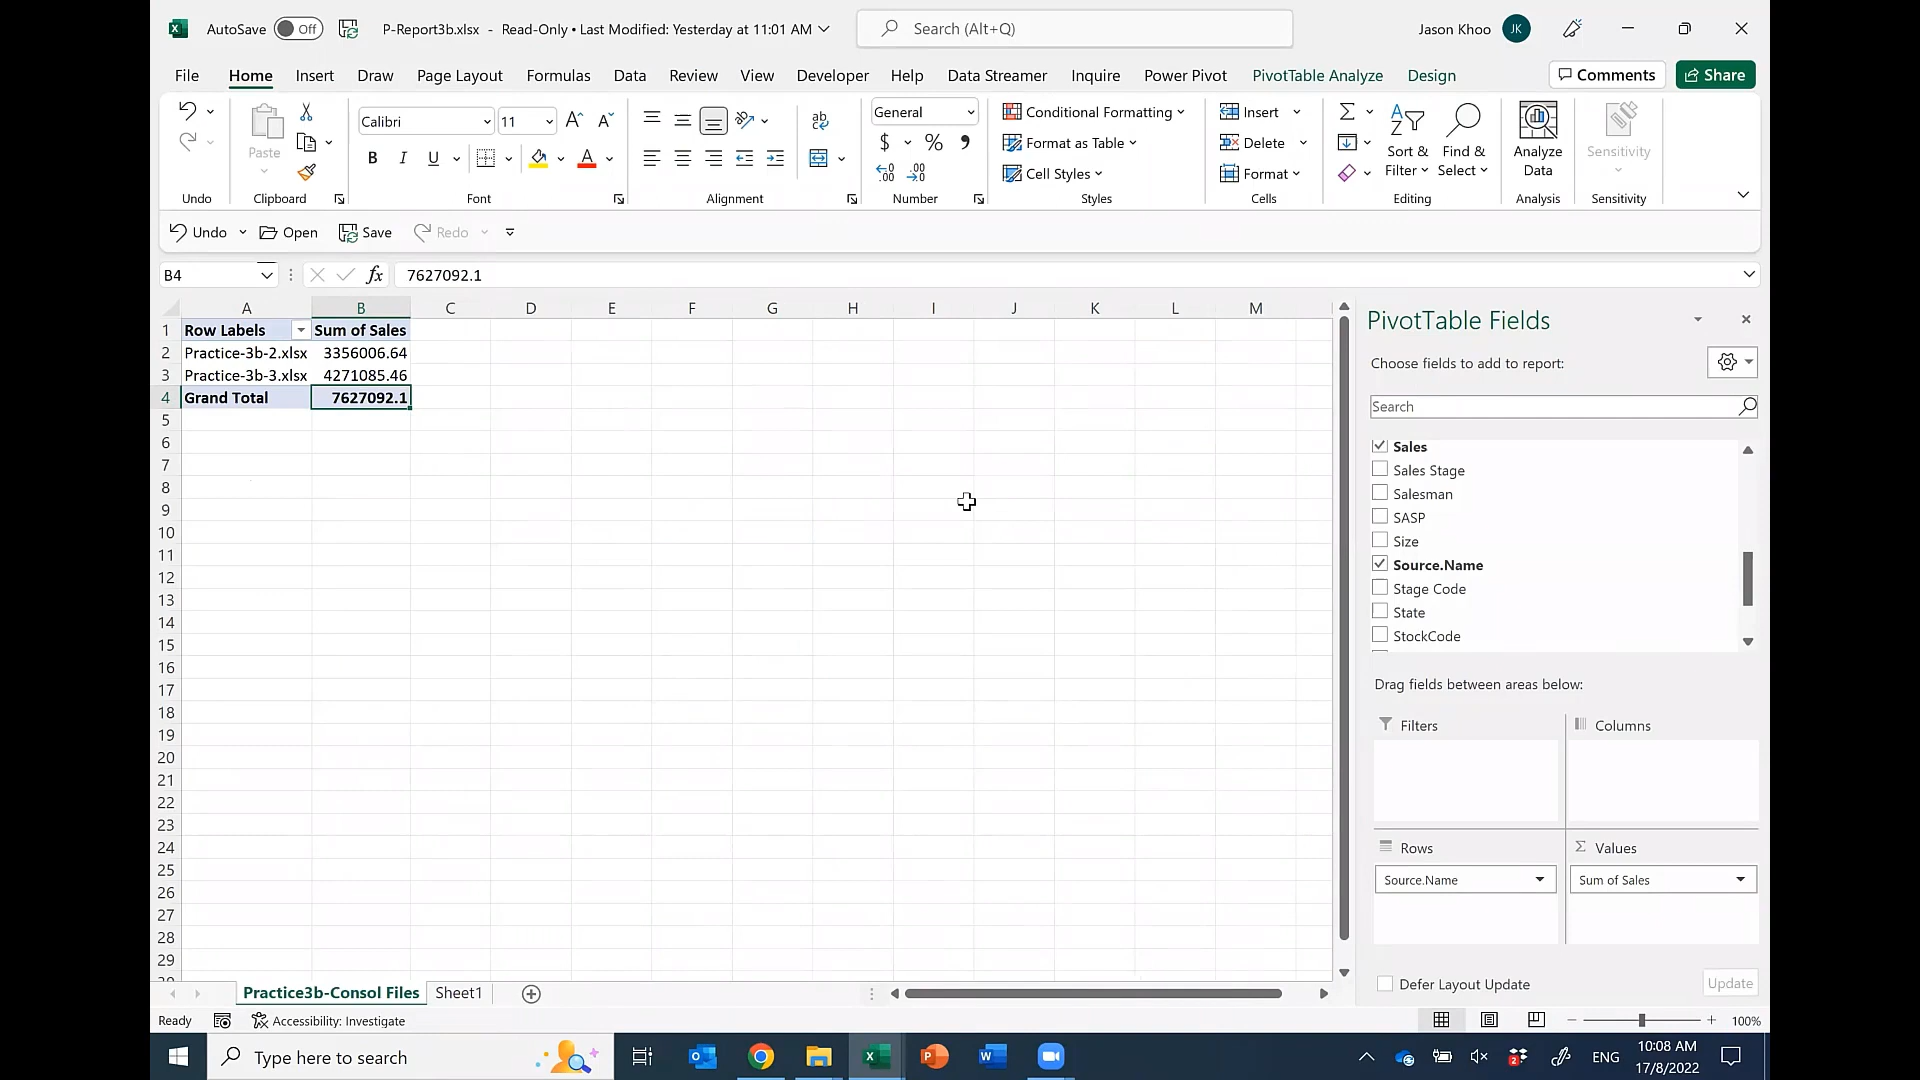 AutoSave Off P-Report3b.xlsx - Read-Only • Last Modified: Yesterday at 11:01 AM Search (Alt+Q) Jason Khoo JK
File Home Insert Draw Page Layout Formulas Data Review View Developer Help Data Streamer Inquire Power Pivot PivotTable Analyze Design Comments Share
Calibri 11 General Conditional Formatting Insert
Paste Format as Table Delete Sort & Filter Find & Select Analyze Data Sensitivity
B I U Cell Styles Format
Undo Clipboard Font Alignment Number Styles Cells Editing Analysis Sensitivity
Undo Open Save Redo
B4 fx 7627092.1
A B C D E F G H I J K L M
1 Row Labels Sum of Sales
2 Practice-3b-2.xlsx 3356006.64
3 Practice-3b-3.xlsx 4271085.46
4 Grand Total 7627092.1
5
6
7
8
9
10
11
12
13
14
15
16
17
18
19
20
21
22
23
24
25
26
27
28
29
PivotTable Fields
Choose fields to add to report:
Search
Sales
Sales Stage
Salesman
SASP
Size
Source.Name
Stage Code
State
StockCode
Drag fields between areas below:
Filters Columns
Rows Values
Source.Name Sum of Sales
Defer Layout Update Update
Practice3b-Consol Files Sheet1
Ready Accessibility: Investigate 100%
Type here to search ENG 10:08 AM
17/8/2022